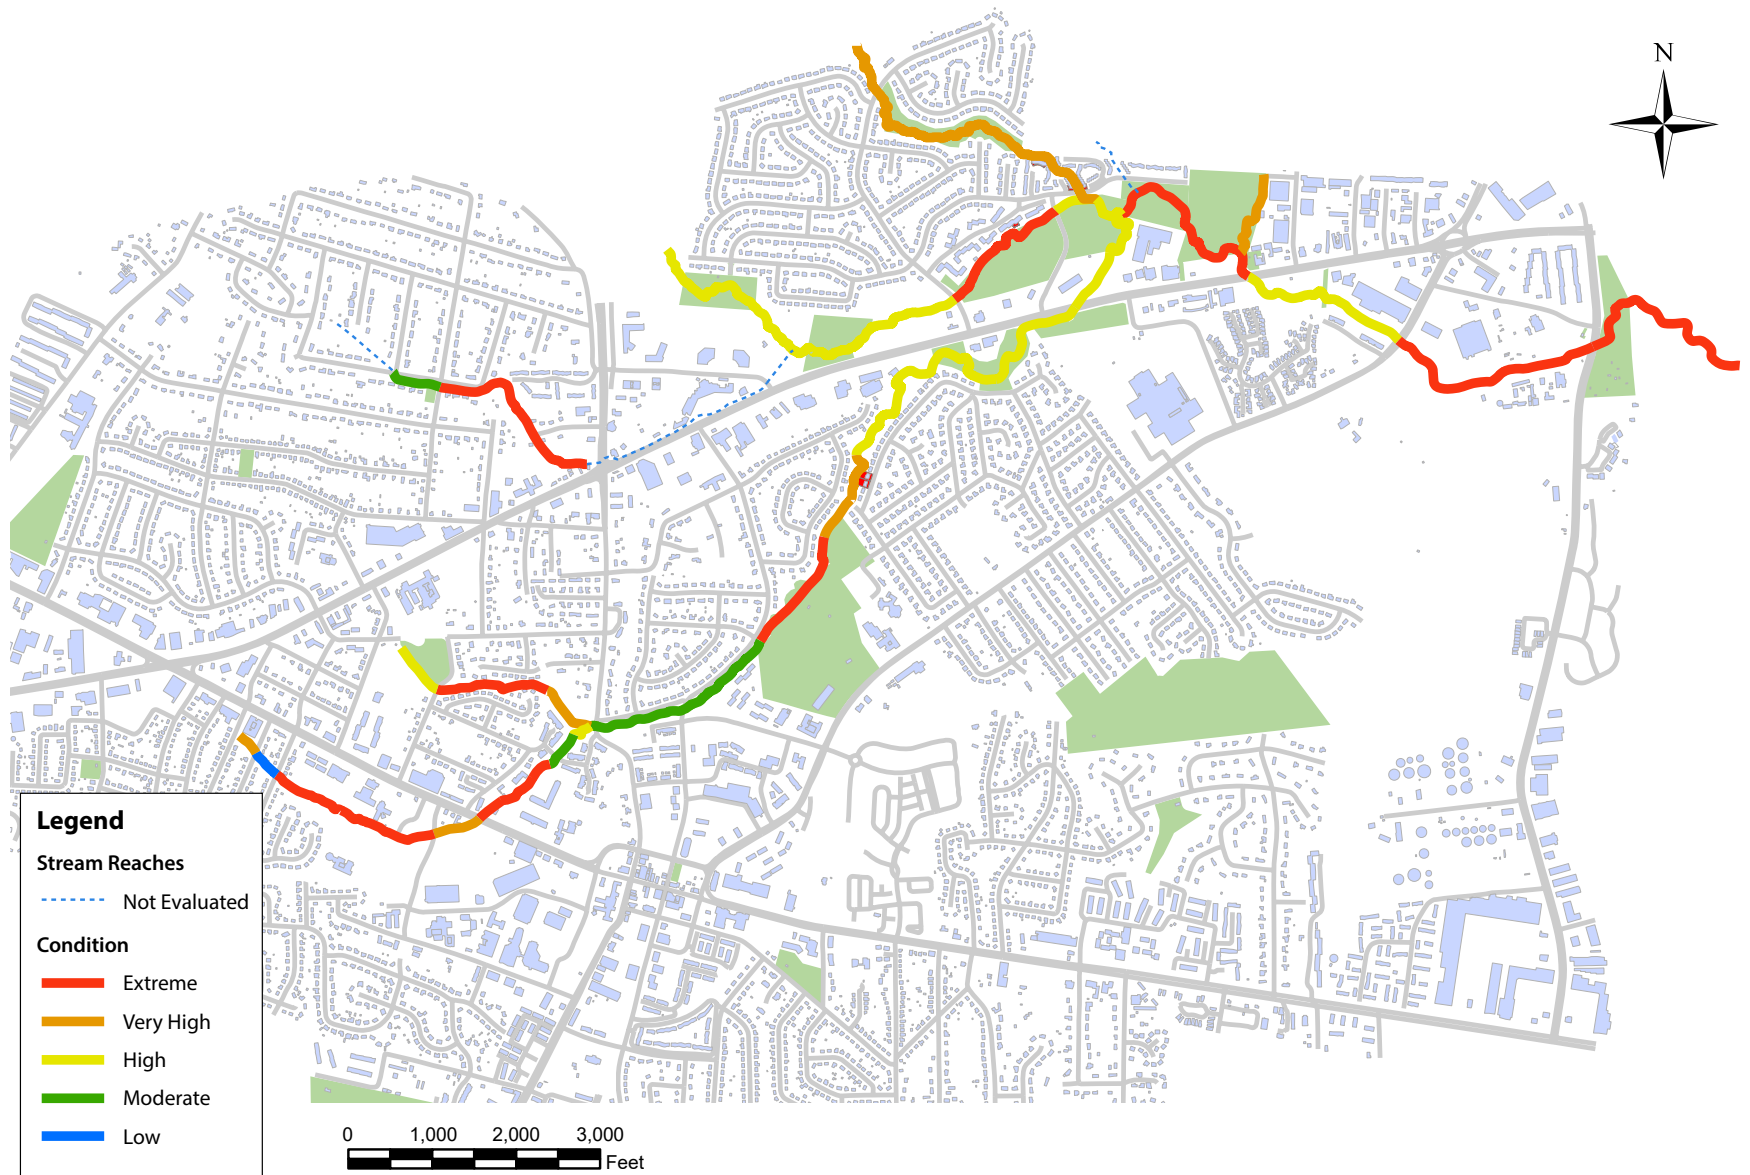 N
Legend
Stream Reaches
Not Evaluated
Condition
Extreme
Very High
High
Moderate
Low
0 1,000 2,000 3,000
Feet